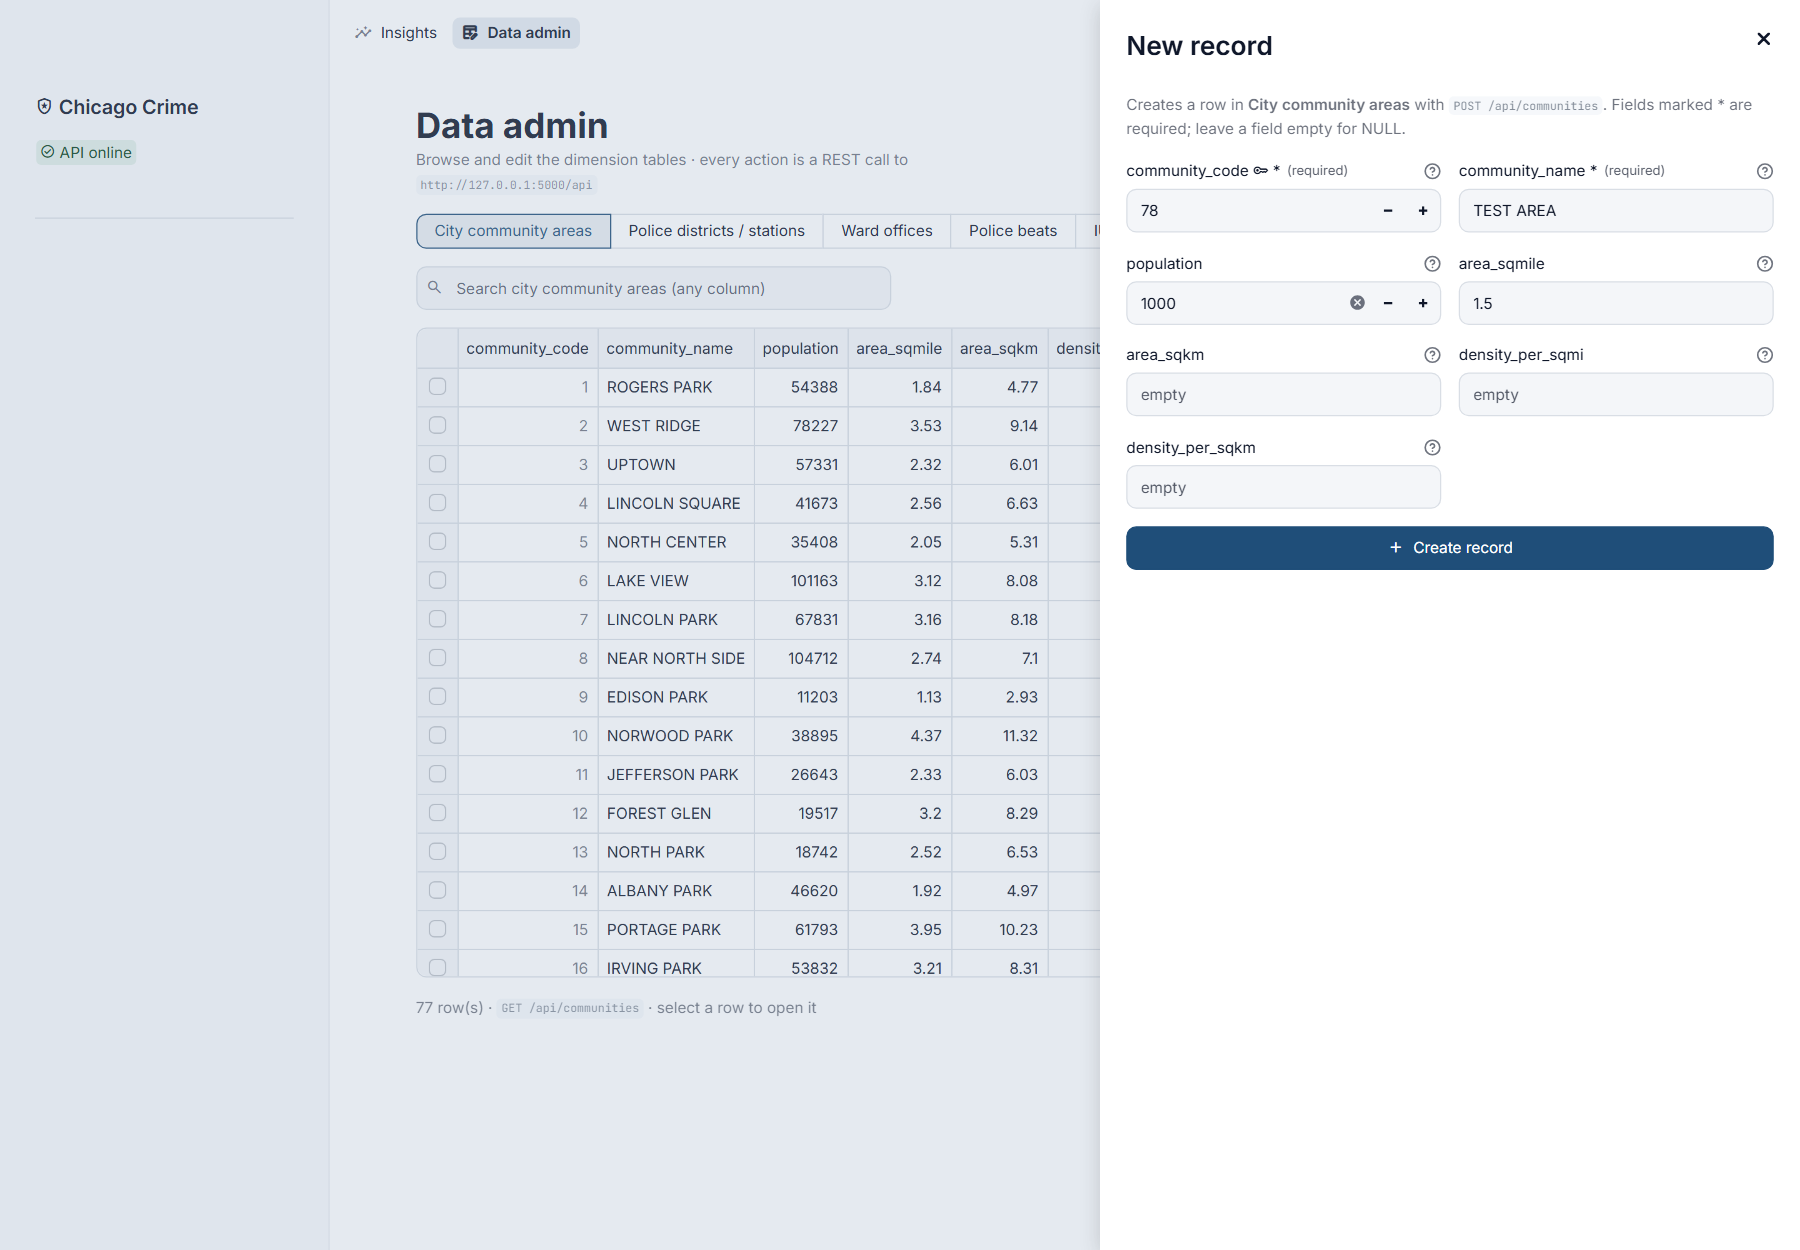 Insights
Data admin
Chicago Crime
API online
Data admin
Browse and edit the dimension tables · every action is a REST call to
http://127.0.0.1:5000/api
City community areas
Police districts / stations
Ward offices
Police beats
Search city community areas (any column)
community_code community_name population area_sqmile area_sqkm densit
1 ROGERS PARK 54388 1.84 4.77
2 WEST RIDGE 78227 3.53 9.14
3 UPTOWN 57331 2.32 6.01
4 LINCOLN SQUARE 41673 2.56 6.63
5 NORTH CENTER 35408 2.05 5.31
6 LAKE VIEW 101163 3.12 8.08
7 LINCOLN PARK 67831 3.16 8.18
8 NEAR NORTH SIDE 104712 2.74 7.1
9 EDISON PARK 11203 1.13 2.93
10 NORWOOD PARK 38895 4.37 11.32
11 JEFFERSON PARK 26643 2.33 6.03
12 FOREST GLEN 19517 3.2 8.29
13 NORTH PARK 18742 2.52 6.53
14 ALBANY PARK 46620 1.92 4.97
15 PORTAGE PARK 61793 3.95 10.23
16 IRVING PARK 53832 3.21 8.31
77 row(s) · GET /api/communities · select a row to open it
New record
Creates a row in City community areas with POST /api/communities . Fields marked * are
required; leave a field empty for NULL.
community_code * (required)
78
community_name * (required)
TEST AREA
population
1000
area_sqmile
1.5
area_sqkm
empty
density_per_sqmi
empty
density_per_sqkm
empty
+ Create record